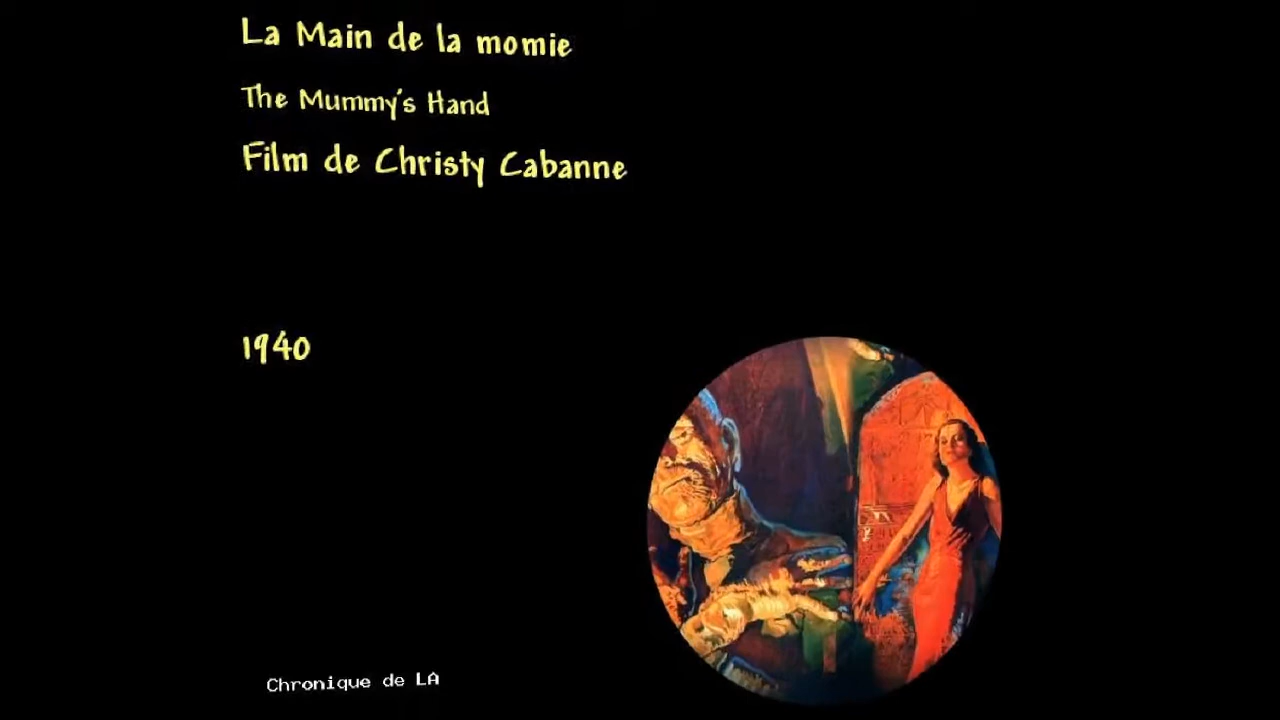 La Main de la momie
The Mummy's Hand
Film de Christy Cabanne
1940
Chronique de LA